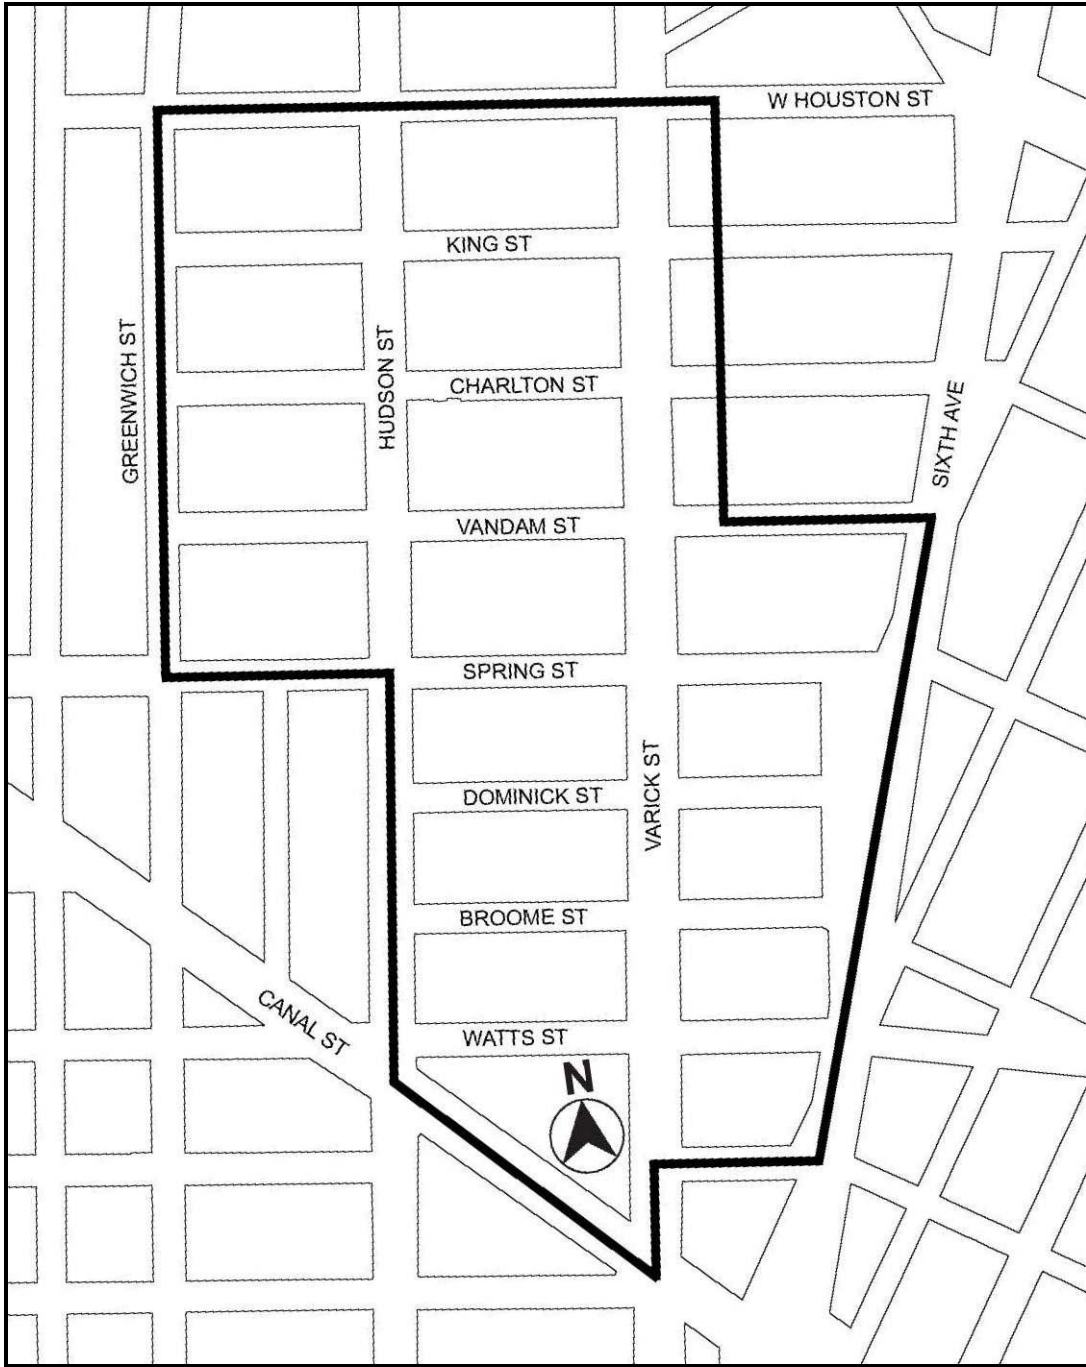 W HOUSTON ST
KING ST
GREENWICH ST
HUDSON ST
CHARLTON ST
SIXTH AVE
VANDAM ST
SPRING ST
VARICK ST
DOMINICK ST
BROOME ST
CANAL ST
WATTS ST
N